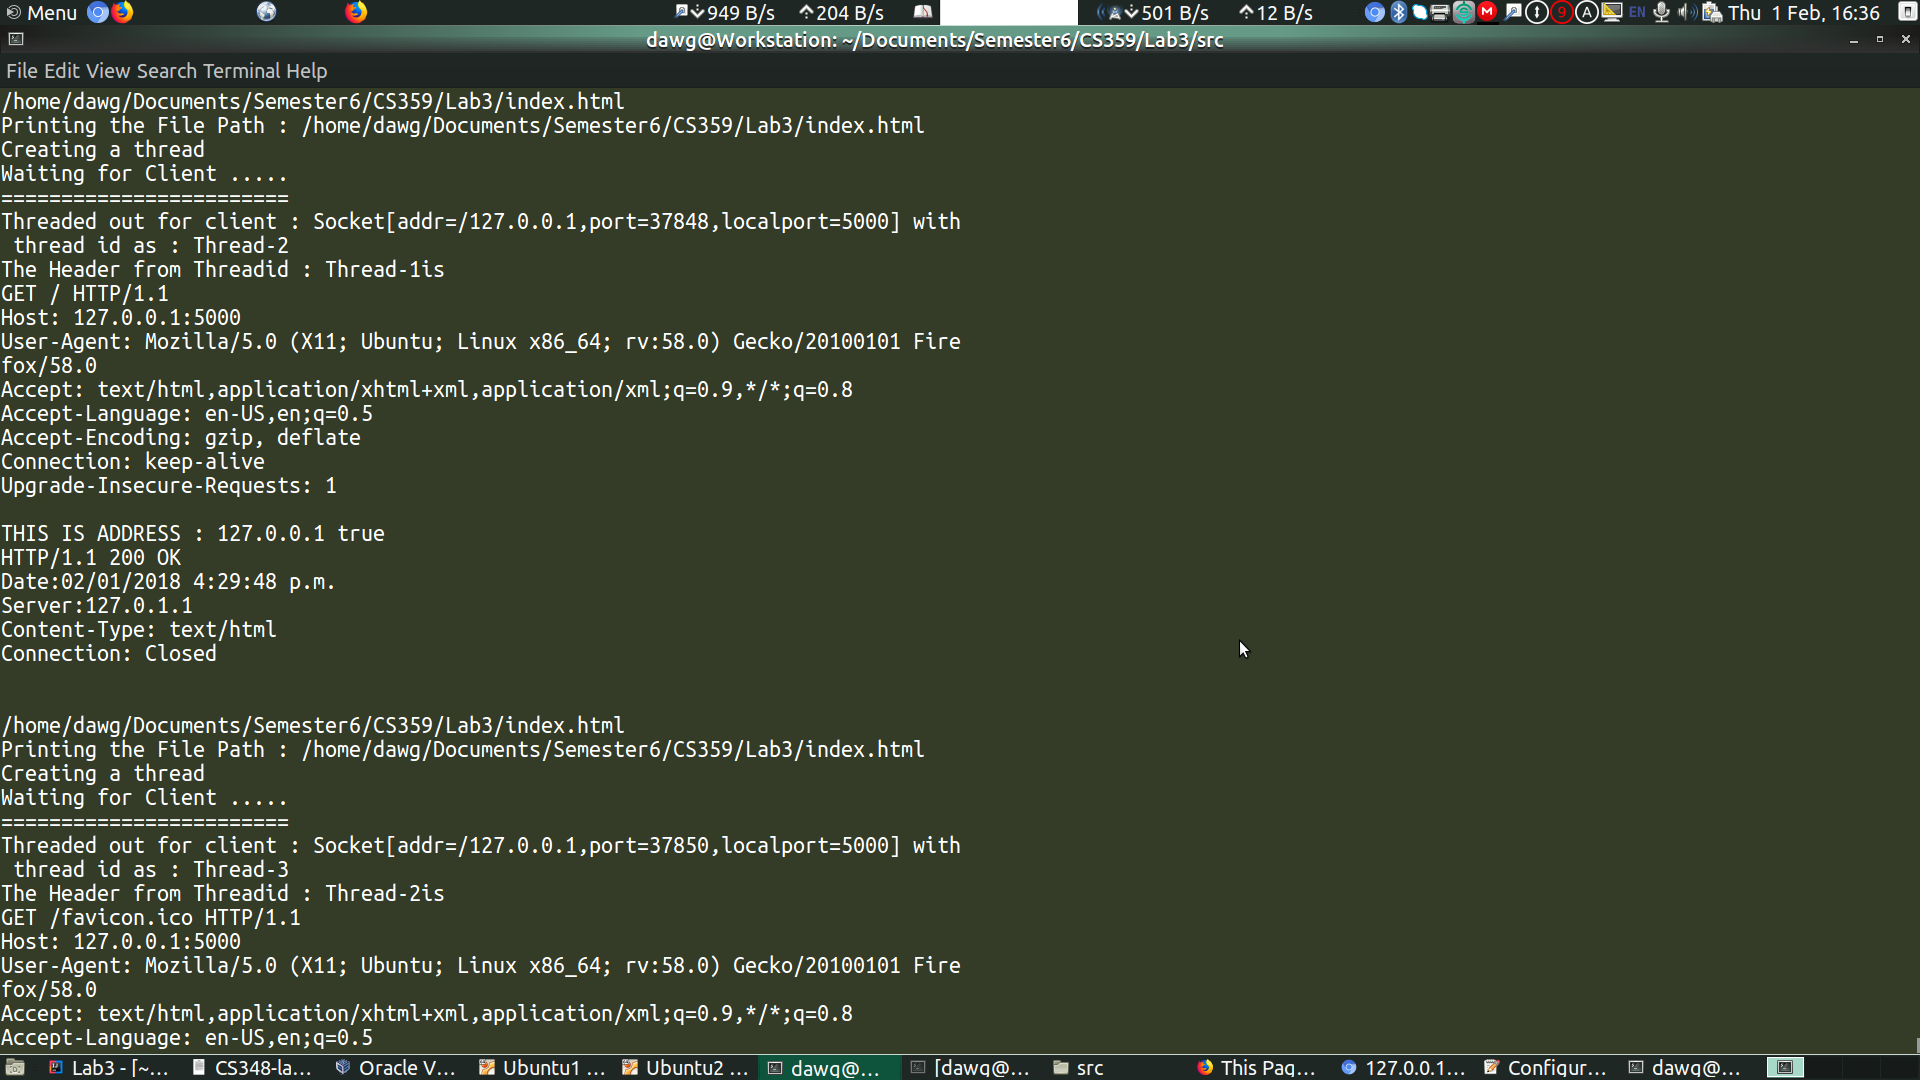 Menu 949 B/s 204 B/s 501 B/s 12 B/s EN Thu 1 Feb, 16:36
dawg@Workstation: ~/Documents/Semester6/CS359/Lab3/src
File Edit View Search Terminal Help
/home/dawg/Documents/Semester6/CS359/Lab3/index.html
Printing the File Path : /home/dawg/Documents/Semester6/CS359/Lab3/index.html
Creating a thread
Waiting for Client .....
========================
Threaded out for client : Socket[addr=/127.0.0.1,port=37848,localport=5000] with
 thread id as : Thread-2
The Header from Threadid : Thread-1is
GET / HTTP/1.1
Host: 127.0.0.1:5000
User-Agent: Mozilla/5.0 (X11; Ubuntu; Linux x86_64; rv:58.0) Gecko/20100101 Fire
fox/58.0
Accept: text/html,application/xhtml+xml,application/xml;q=0.9,*/*;q=0.8
Accept-Language: en-US,en;q=0.5
Accept-Encoding: gzip, deflate
Connection: keep-alive
Upgrade-Insecure-Requests: 1
THIS IS ADDRESS : 127.0.0.1 true
HTTP/1.1 200 OK
Date:02/01/2018 4:29:48 p.m.
Server:127.0.1.1
Content-Type: text/html
Connection: Closed
/home/dawg/Documents/Semester6/CS359/Lab3/index.html
Printing the File Path : /home/dawg/Documents/Semester6/CS359/Lab3/index.html
Creating a thread
Waiting for Client .....
========================
Threaded out for client : Socket[addr=/127.0.0.1,port=37850,localport=5000] with
 thread id as : Thread-3
The Header from Threadid : Thread-2is
GET /favicon.ico HTTP/1.1
Host: 127.0.0.1:5000
User-Agent: Mozilla/5.0 (X11; Ubuntu; Linux x86_64; rv:58.0) Gecko/20100101 Fire
fox/58.0
Accept: text/html,application/xhtml+xml,application/xml;q=0.9,*/*;q=0.8
Accept-Language: en-US,en;q=0.5
Lab3 - [~... CS348-la... Oracle V... Ubuntu1 ... Ubuntu2 ... dawg@... [dawg@... src This Pag... 127.0.0.1... Configur... dawg@...